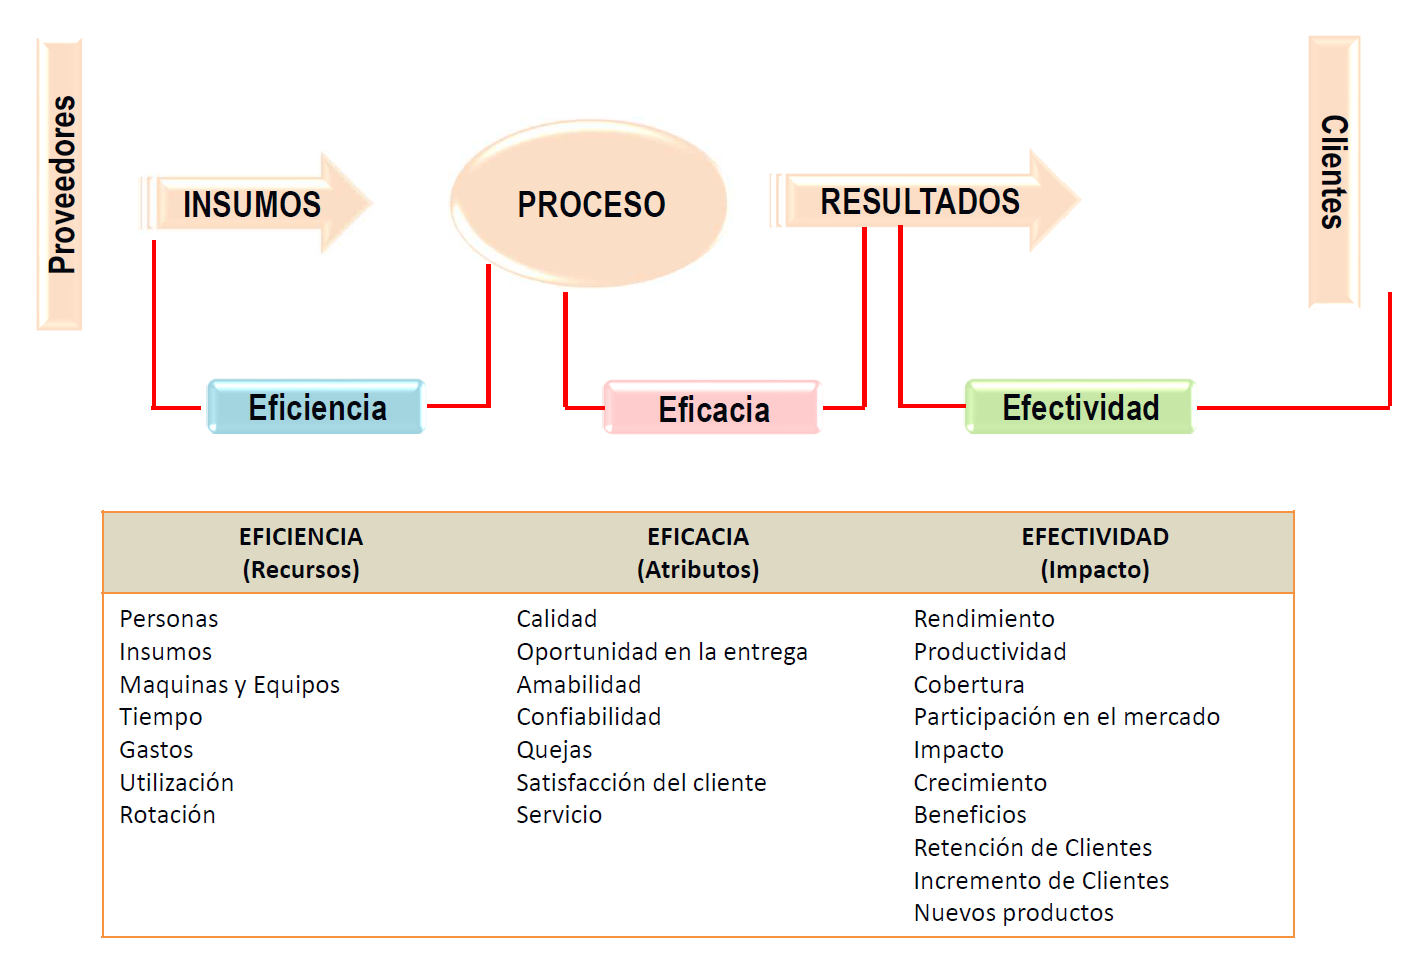 Proveedores
INSUMOS
PROCESO
RESULTADOS
Clientes
Eficiencia
Eficacia
Efectividad
EFICIENCIA
(Recursos)
EFICACIA
(Atributos)
EFECTIVIDAD
(Impacto)
Personas
Insumos
Maquinas y Equipos
Tiempo
Gastos
Utilización
Rotación
Calidad
Oportunidad en la entrega
Amabilidad
Confiabilidad
Quejas
Satisfacción del cliente
Servicio
Rendimiento
Productividad
Cobertura
Participación en el mercado
Impacto
Crecimiento
Beneficios
Retención de Clientes
Incremento de Clientes
Nuevos productos